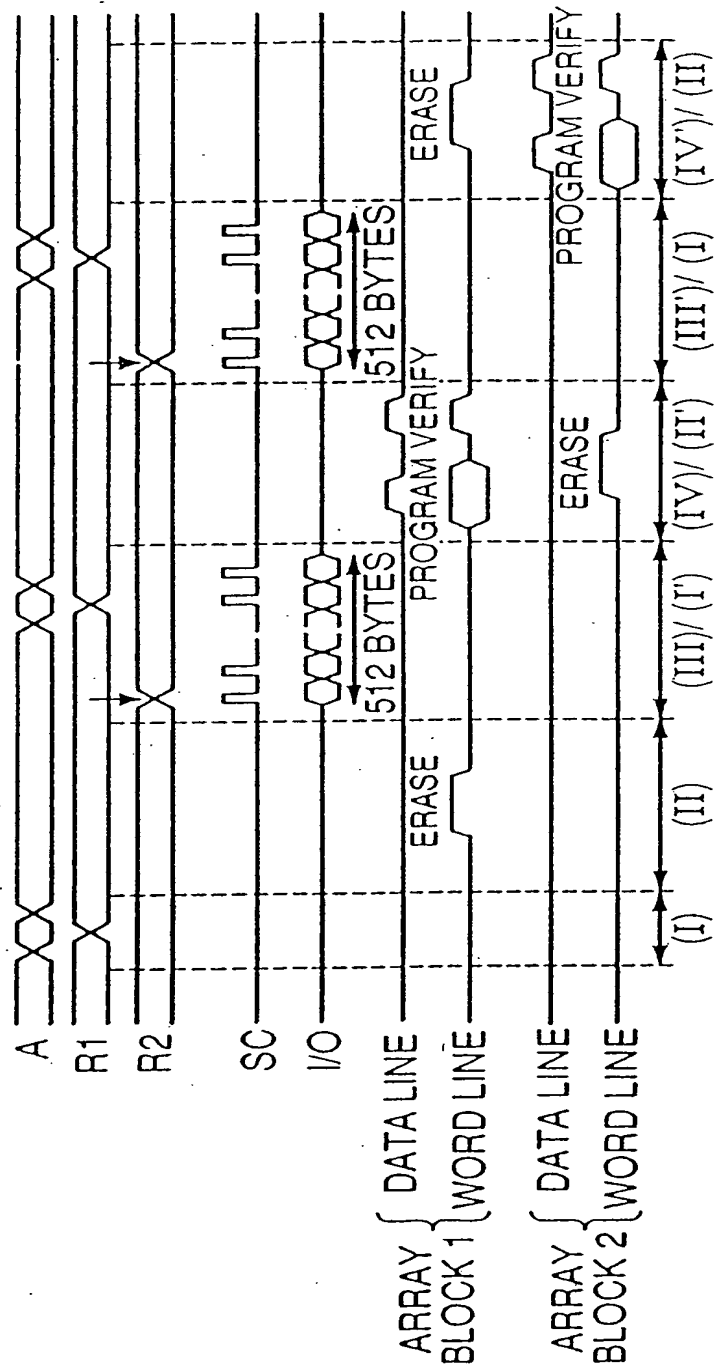 A
R1
R2
SC
I/O
512 BYTES
512 BYTES
ARRAY
BLOCK 1
DATA LINE
WORD LINE
ERASE
PROGRAM VERIFY
ERASE
ARRAY
BLOCK 2
DATA LINE
WORD LINE
ERASE
PROGRAM VERIFY
(I)
(II)
(III)/ (I')
(IV)/ (II')
(III')/ (I)
(IV')/ (II)